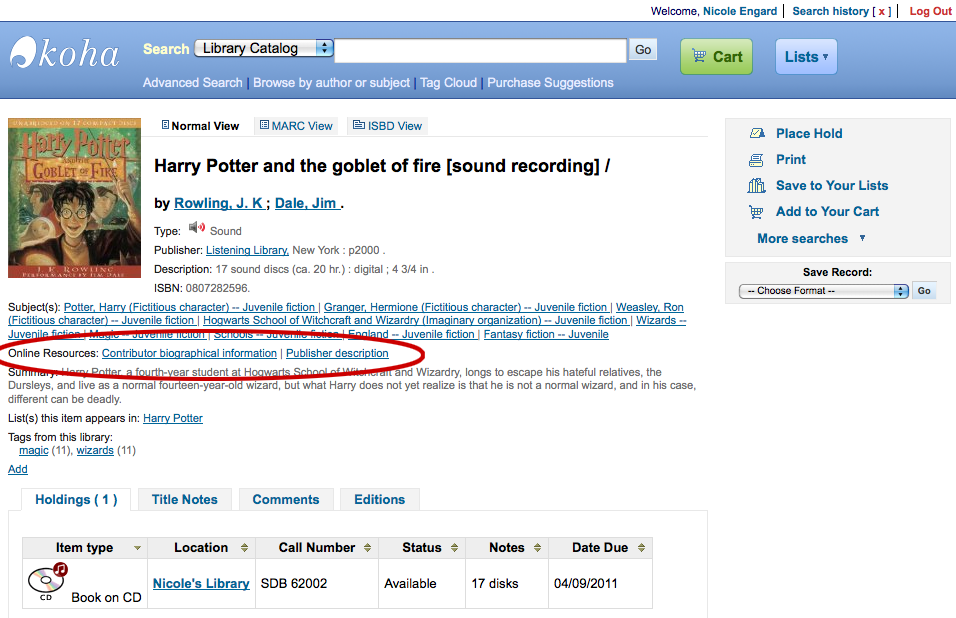 Welcome, Nicole Engard | Search history [ x ] | Log Out
koha
Search Library Catalog Go
Cart
Lists ▾
Advanced Search | Browse by author or subject | Tag Cloud | Purchase Suggestions
UNABRIDGED ON 17 COMPACT DISCS
Harry Potter
AND THE
GOBLET OF FIRE
J. K. ROWLING
PERFORMANCE BY JIM DALE
Normal View MARC View ISBD View
Harry Potter and the goblet of fire [sound recording] /
by Rowling, J. K ; Dale, Jim .
Type: Sound
Publisher: Listening Library, New York : p2000 .
Description: 17 sound discs (ca. 20 hr.) : digital ; 4 3/4 in .
ISBN: 0807282596.
Subject(s): Potter, Harry (Fictitious character) -- Juvenile fiction | Granger, Hermione (Fictitious character) -- Juvenile fiction | Weasley, Ron
(Fictitious character) -- Juvenile fiction | Hogwarts School of Witchcraft and Wizardry (Imaginary organization) -- Juvenile fiction | Wizards --
Juvenile fiction | Magic -- Juvenile fiction | Schools -- Juvenile fiction | England -- Juvenile fiction | Fantasy fiction -- Juvenile
Online Resources: Contributor biographical information | Publisher description
Summary: Harry Potter, a fourth-year student at Hogwarts School of Witchcraft and Wizardry, longs to escape his hateful relatives, the
Dursleys, and live as a normal fourteen-year-old wizard, but what Harry does not yet realize is that he is not a normal wizard, and in his case,
different can be deadly.
List(s) this item appears in: Harry Potter
Tags from this library:
magic (11), wizards (11)
Add
Place Hold
Print
Save to Your Lists
Add to Your Cart
More searches ▾
Save Record:
-- Choose Format -- Go
Holdings ( 1 ) Title Notes Comments Editions
Item type Location Call Number Status Notes Date Due
CD Book on CD Nicole's Library SDB 62002 Available 17 disks 04/09/2011